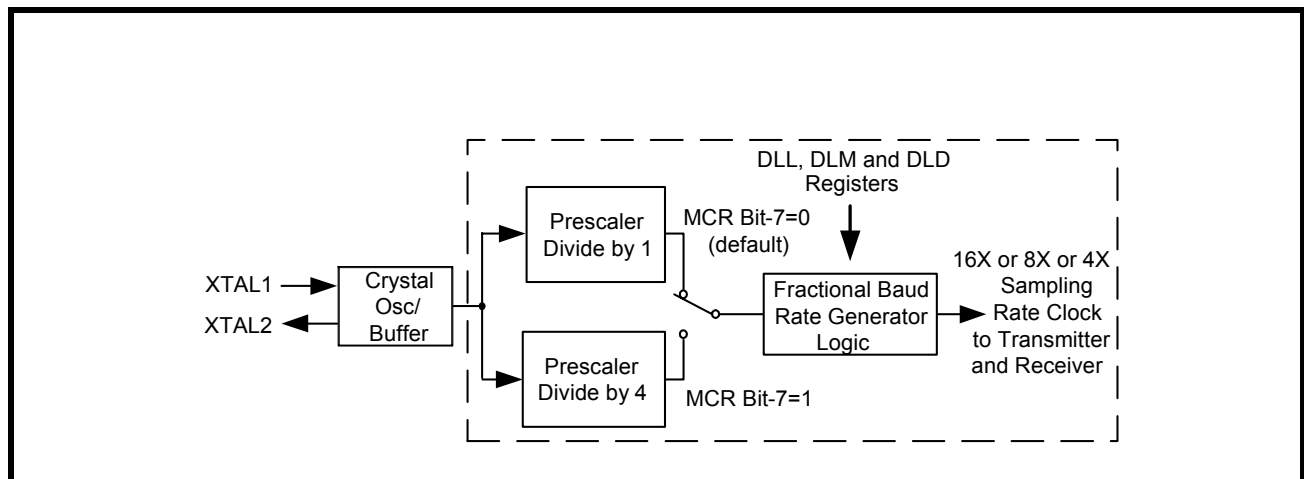 XTAL1
XTAL2
Crystal
Osc/
Buffer
Prescaler
Divide by 1
Prescaler
Divide by 4
MCR Bit-7=0
(default)
MCR Bit-7=1
DLL, DLM and DLD
Registers
Fractional Baud
Rate Generator
Logic
16X or 8X or 4X
Sampling
Rate Clock
to Transmitter
and Receiver